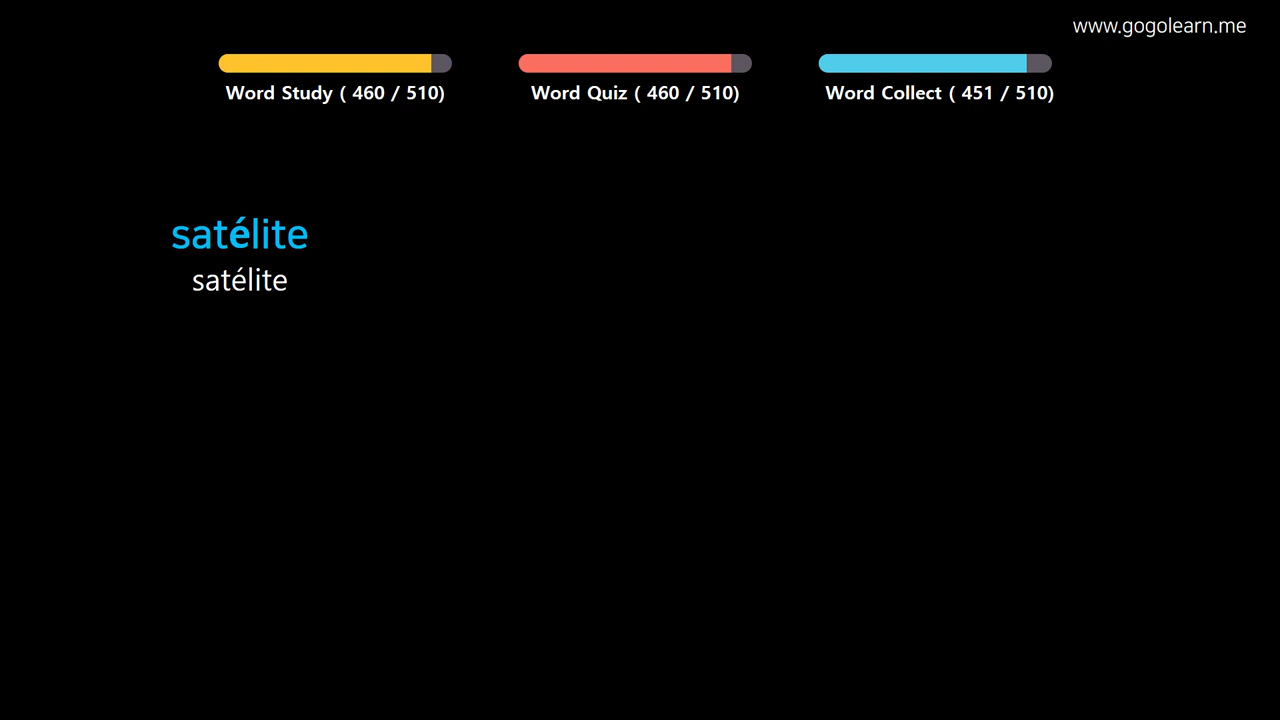 www.gogolearn.me
Word Study ( 460 / 510)
Word Quiz ( 460 / 510)
Word Collect ( 451 / 510)
satélite
satélite